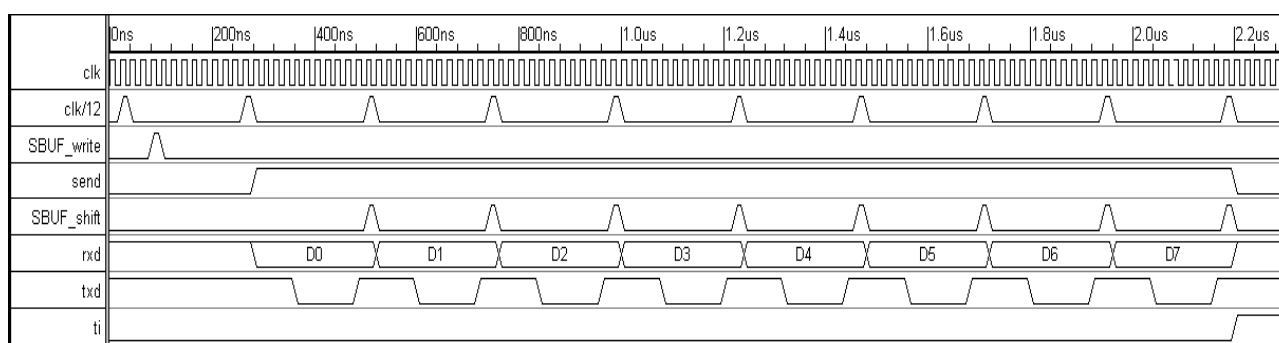 0ns 200ns 400ns 600ns 800ns 1.0us 1.2us 1.4us 1.6us 1.8us 2.0us 2.2us
clk
clk/12
SBUF_write
send
SBUF_shift
rxd D0 D1 D2 D3 D4 D5 D6 D7
txd
ti